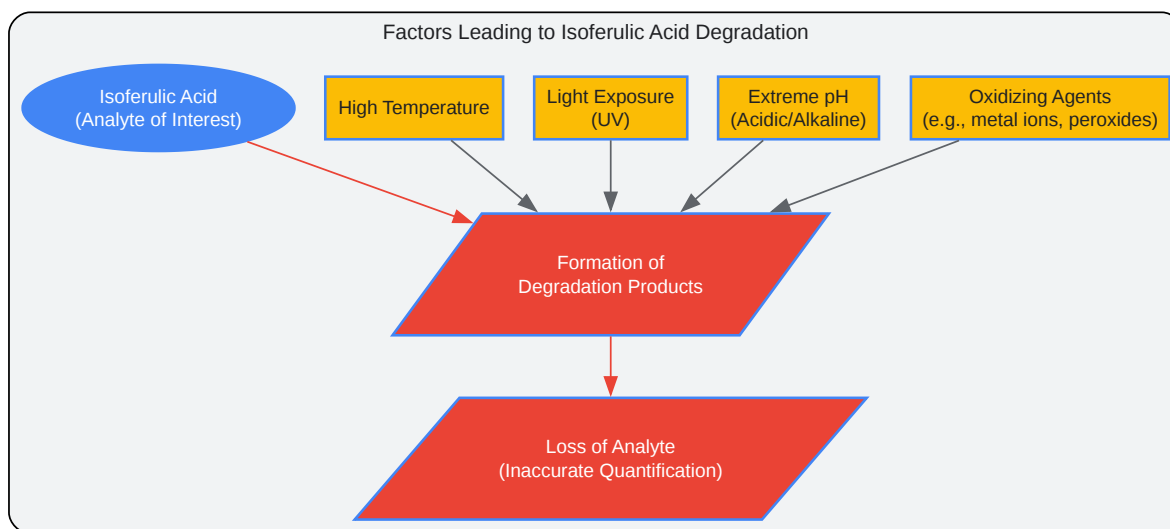 Factors Leading to Isoferulic Acid Degradation
Isoferulic Acid
(Analyte of Interest)
High Temperature
Light Exposure
(UV)
Extreme pH
(Acidic/Alkaline)
Oxidizing Agents
(e.g., metal ions, peroxides)
Formation of
Degradation Products
Loss of Analyte
(Inaccurate Quantification)